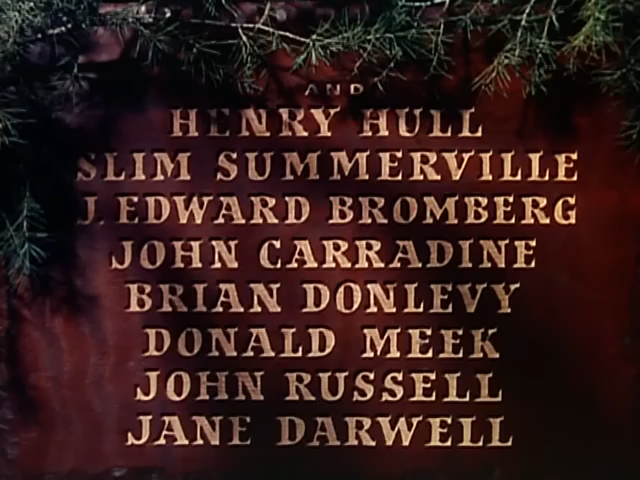 AND
HENRY HULL
SLIM SUMMERVILLE
J. EDWARD BROMBERG
JOHN CARRADINE
BRIAN DONLEVY
DONALD MEEK
JOHN RUSSELL
JANE DARWELL